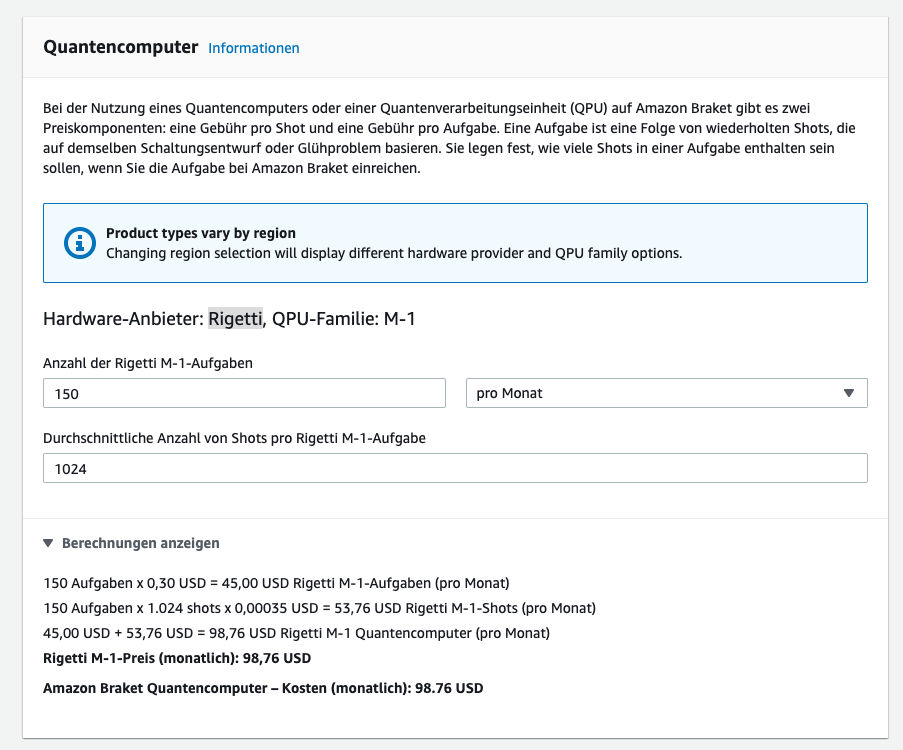 Quantencomputer Informationen
Bei der Nutzung eines Quantencomputers oder einer Quantenverarbeitungseinheit (QPU) auf Amazon Braket gibt es zwei
Preiskomponenten: eine Gebühr pro Shot und eine Gebühr pro Aufgabe. Eine Aufgabe ist eine Folge von wiederholten Shots, die
auf demselben Schaltungsentwurf oder Glühproblem basieren. Sie legen fest, wie viele Shots in einer Aufgabe enthalten sein
sollen, wenn Sie die Aufgabe bei Amazon Braket einreichen.
Product types vary by region
Changing region selection will display different hardware provider and QPU family options.
Hardware-Anbieter: Rigetti, QPU-Familie: M-1
Anzahl der Rigetti M-1-Aufgaben
150 pro Monat
Durchschnittliche Anzahl von Shots pro Rigetti M-1-Aufgabe
1024
Berechnungen anzeigen
150 Aufgaben x 0,30 USD = 45,00 USD Rigetti M-1-Aufgaben (pro Monat)
150 Aufgaben x 1.024 shots x 0,00035 USD = 53,76 USD Rigetti M-1-Shots (pro Monat)
45,00 USD + 53,76 USD = 98,76 USD Rigetti M-1 Quantencomputer (pro Monat)
Rigetti M-1-Preis (monatlich): 98,76 USD
Amazon Braket Quantencomputer – Kosten (monatlich): 98.76 USD